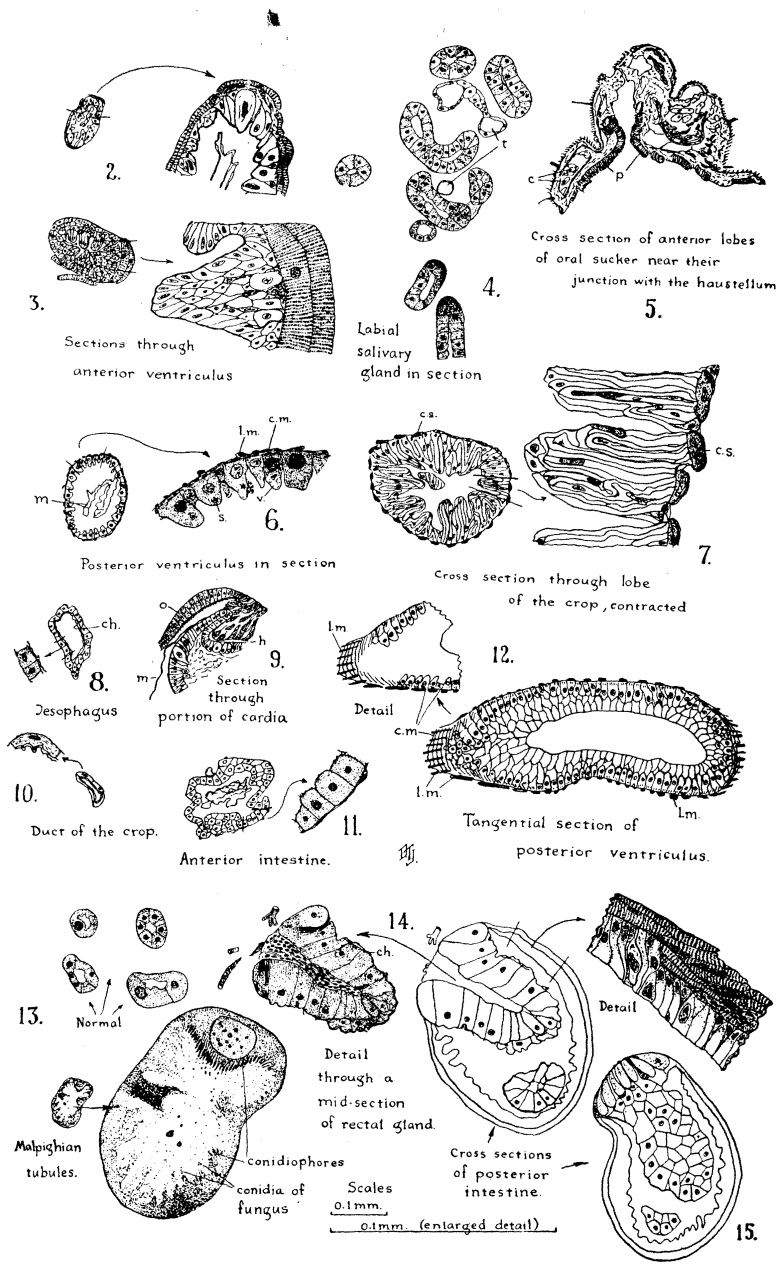 2.
t
c
p
Cross section of anterior lobes
of oral sucker near their
junction with the haustellum
5.
3.
Sections through
anterior ventriculus
4.
Labial
salivary
gland in section
c.s.
c.s.
7.
Cross section through lobe
of the crop, contracted
m
l.m.
c.m.
s.
v.
6.
Posterior ventriculus in section
ch.
8.
Oesophagus
o
h
m
9.
Section
through
portion of cardia
l.m
12.
Detail
c.m
l.m.
l.m.
Tangential section of
posterior ventriculus.
10.
Duct of the crop.
11.
Anterior intestine.
13.
Normal
Malpighian
tubules.
Conidiophores
conidia of
fungus
14.
ch.
Detail
through a
mid-section
of rectal gland.
Detail
Cross sections
of posterior
intestine.
15.
Scales
0.1mm.
0.1mm. (enlarged detail)